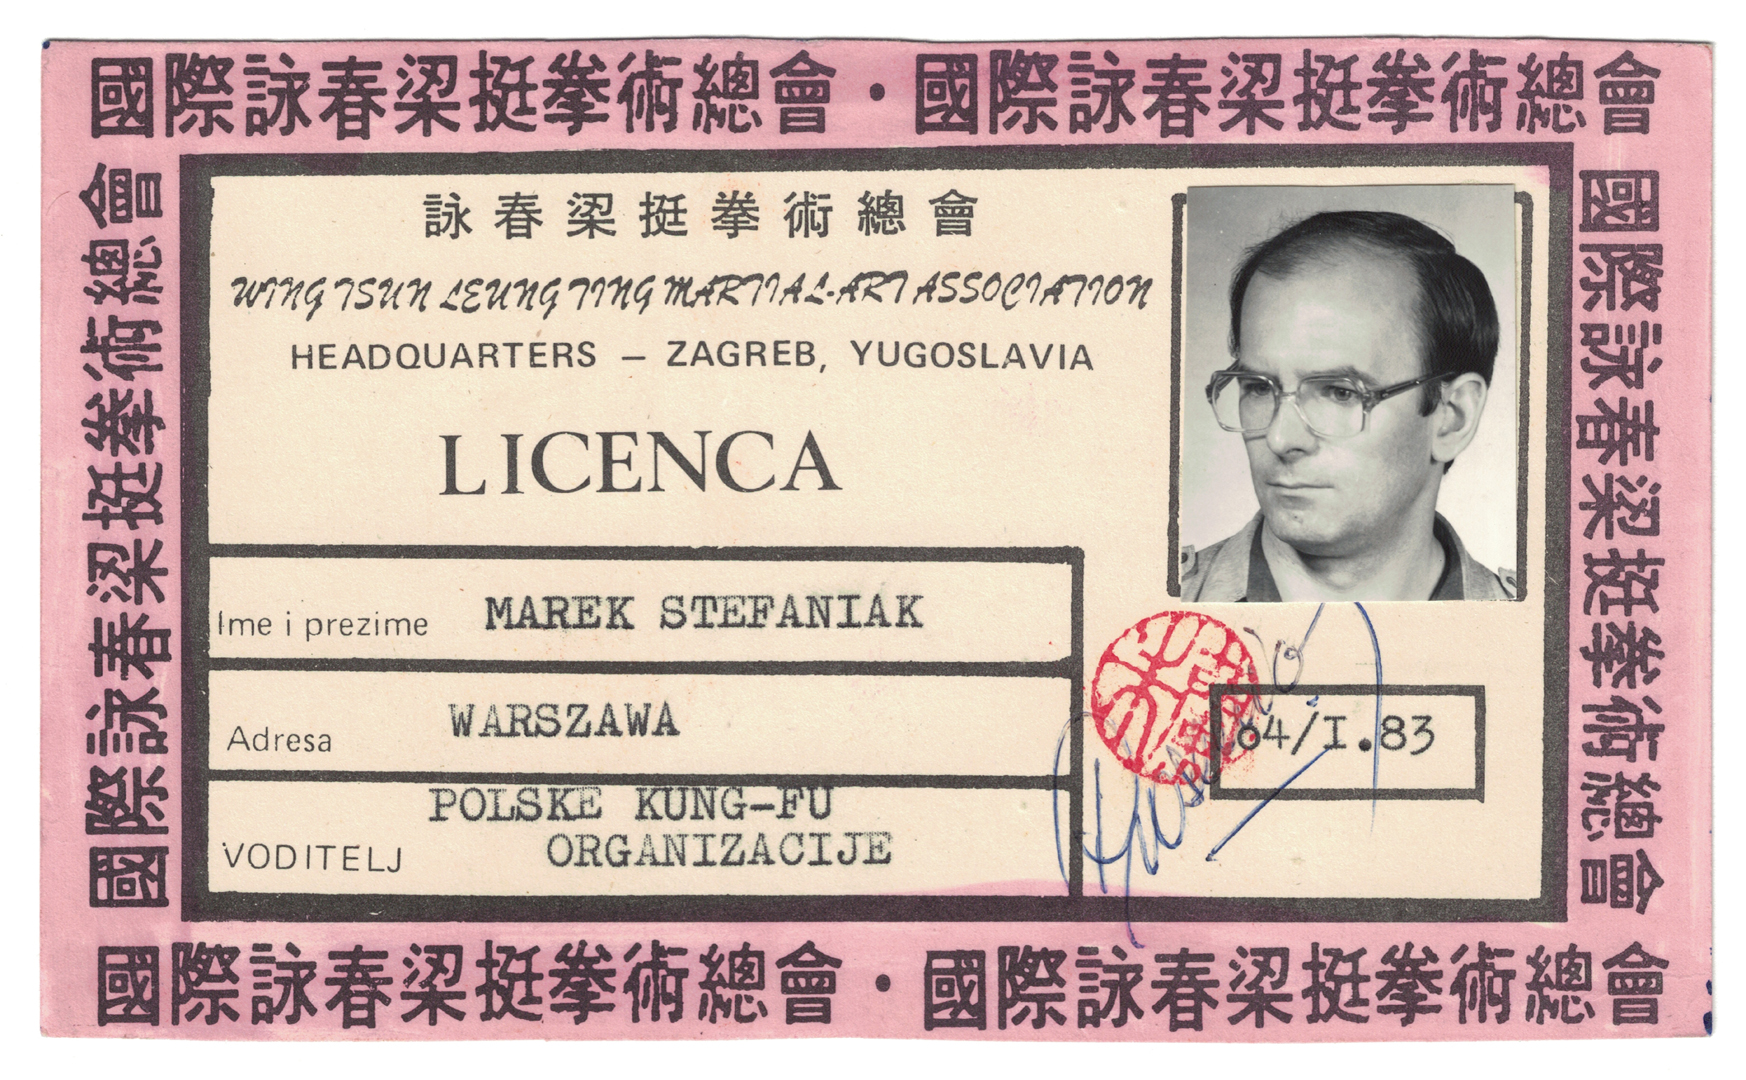 國際詠春梁挺拳術總會・國際詠春梁挺拳術總會
國際詠春梁挺拳術總會
國際詠春梁挺拳術總會
詠春梁挺拳術總會
WING TSUN LEUNG TING MARTIAL-ART ASSOCIATION
HEADQUARTERS – ZAGREB, YUGOSLAVIA
LICENCA
Ime i prezime MAREK STEFANIAK
Adresa WARSZAWA
VODITELJ POLSKE KUNG-FU
ORGANIZACIJE
04/I.83
國際詠春梁挺拳術總會・國際詠春梁挺拳術總會